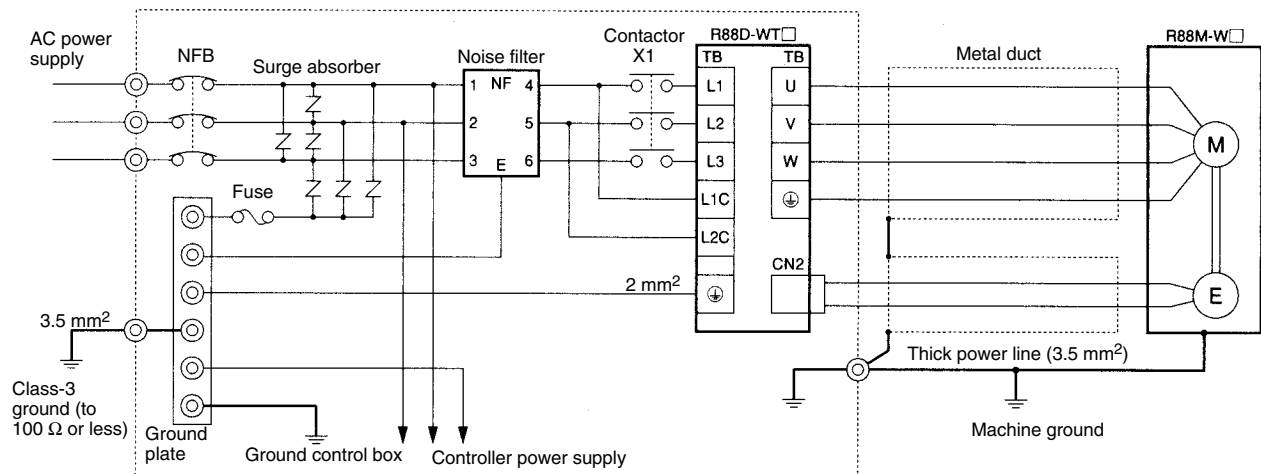 AC power
supply
NFB
Surge absorber
Noise filter
Contactor
X1
R88D-WT□
Metal duct
R88M-W□
TB
TB
1 NF 4
2 5
3 6
E
L1
L2
L3
L1C
L2C
U
V
W
CN2
M
E
Fuse
2 mm²
3.5 mm²
Class-3
ground (to
100 Ω or less)
Ground
plate
Ground control box
Controller power supply
Thick power line (3.5 mm²)
Machine ground